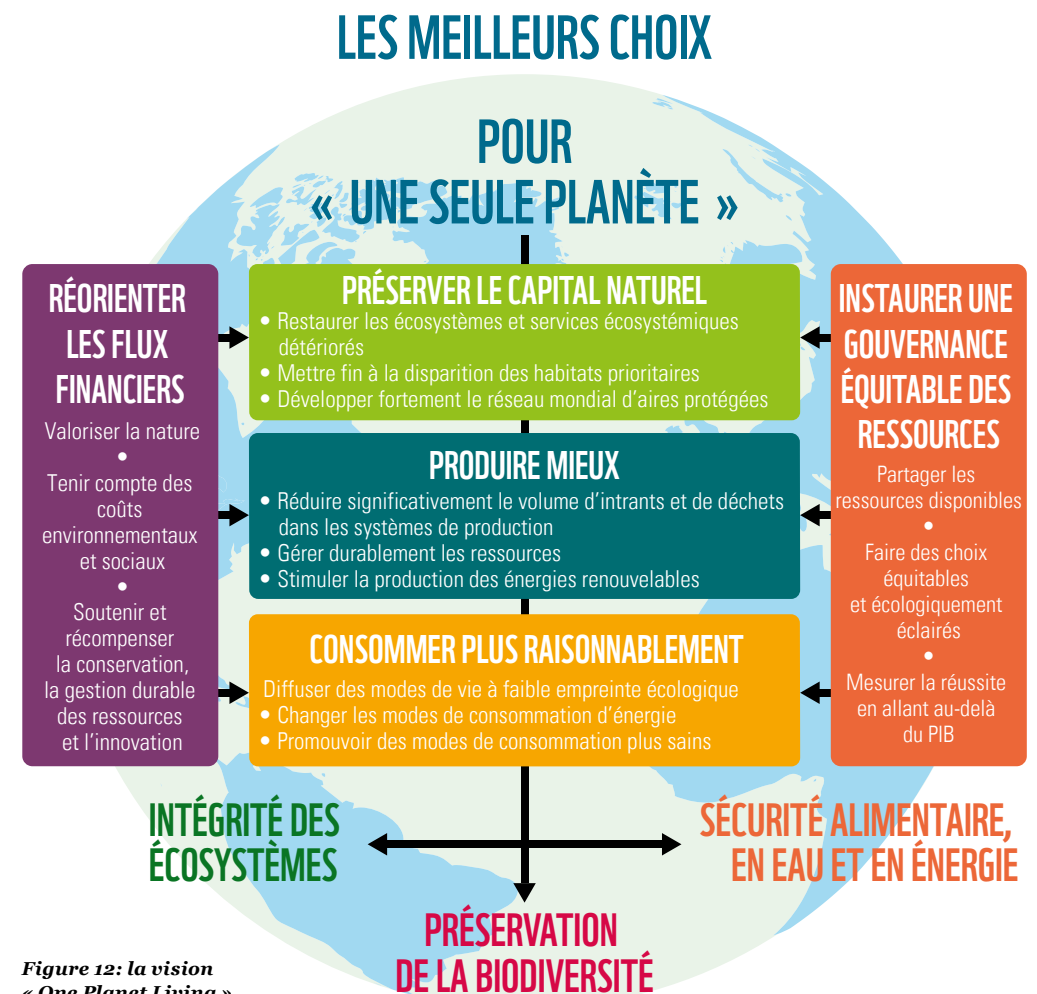 LES MEILLEURS CHOIX
POUR
« UNE SEULE PLANÈTE »
RÉORIENTER
LES FLUX
FINANCIERS
Valoriser la nature
•
Tenir compte des
coûts
environnementaux
et sociaux
•
Soutenir et
récompenser
la conservation,
la gestion durable
des ressources
et l’innovation
PRÉSERVER LE CAPITAL NATUREL
• Restaurer les écosystèmes et services écosystémiques
détériorés
• Mettre fin à la disparition des habitats prioritaires
• Développer fortement le réseau mondial d’aires protégées
PRODUIRE MIEUX
• Réduire significativement le volume d’intrants et de déchets
dans les systèmes de production
• Gérer durablement les ressources
• Stimuler la production des énergies renouvelables
CONSOMMER PLUS RAISONNABLEMENT
Diffuser des modes de vie à faible empreinte écologique
• Changer les modes de consommation d’énergie
• Promouvoir des modes de consommation plus sains
INSTAURER UNE
GOUVERNANCE
ÉQUITABLE DES
RESSOURCES
Partager les
ressources disponibles
•
Faire des choix
équitables
et écologiquement
éclairés
•
Mesurer la réussite
en allant au-delà
du PIB
INTÉGRITÉ DES
ÉCOSYSTÈMES
SÉCURITÉ ALIMENTAIRE,
EN EAU ET EN ÉNERGIE
PRÉSERVATION
DE LA BIODIVERSITÉ
Figure 12: la vision
« One Planet Living »